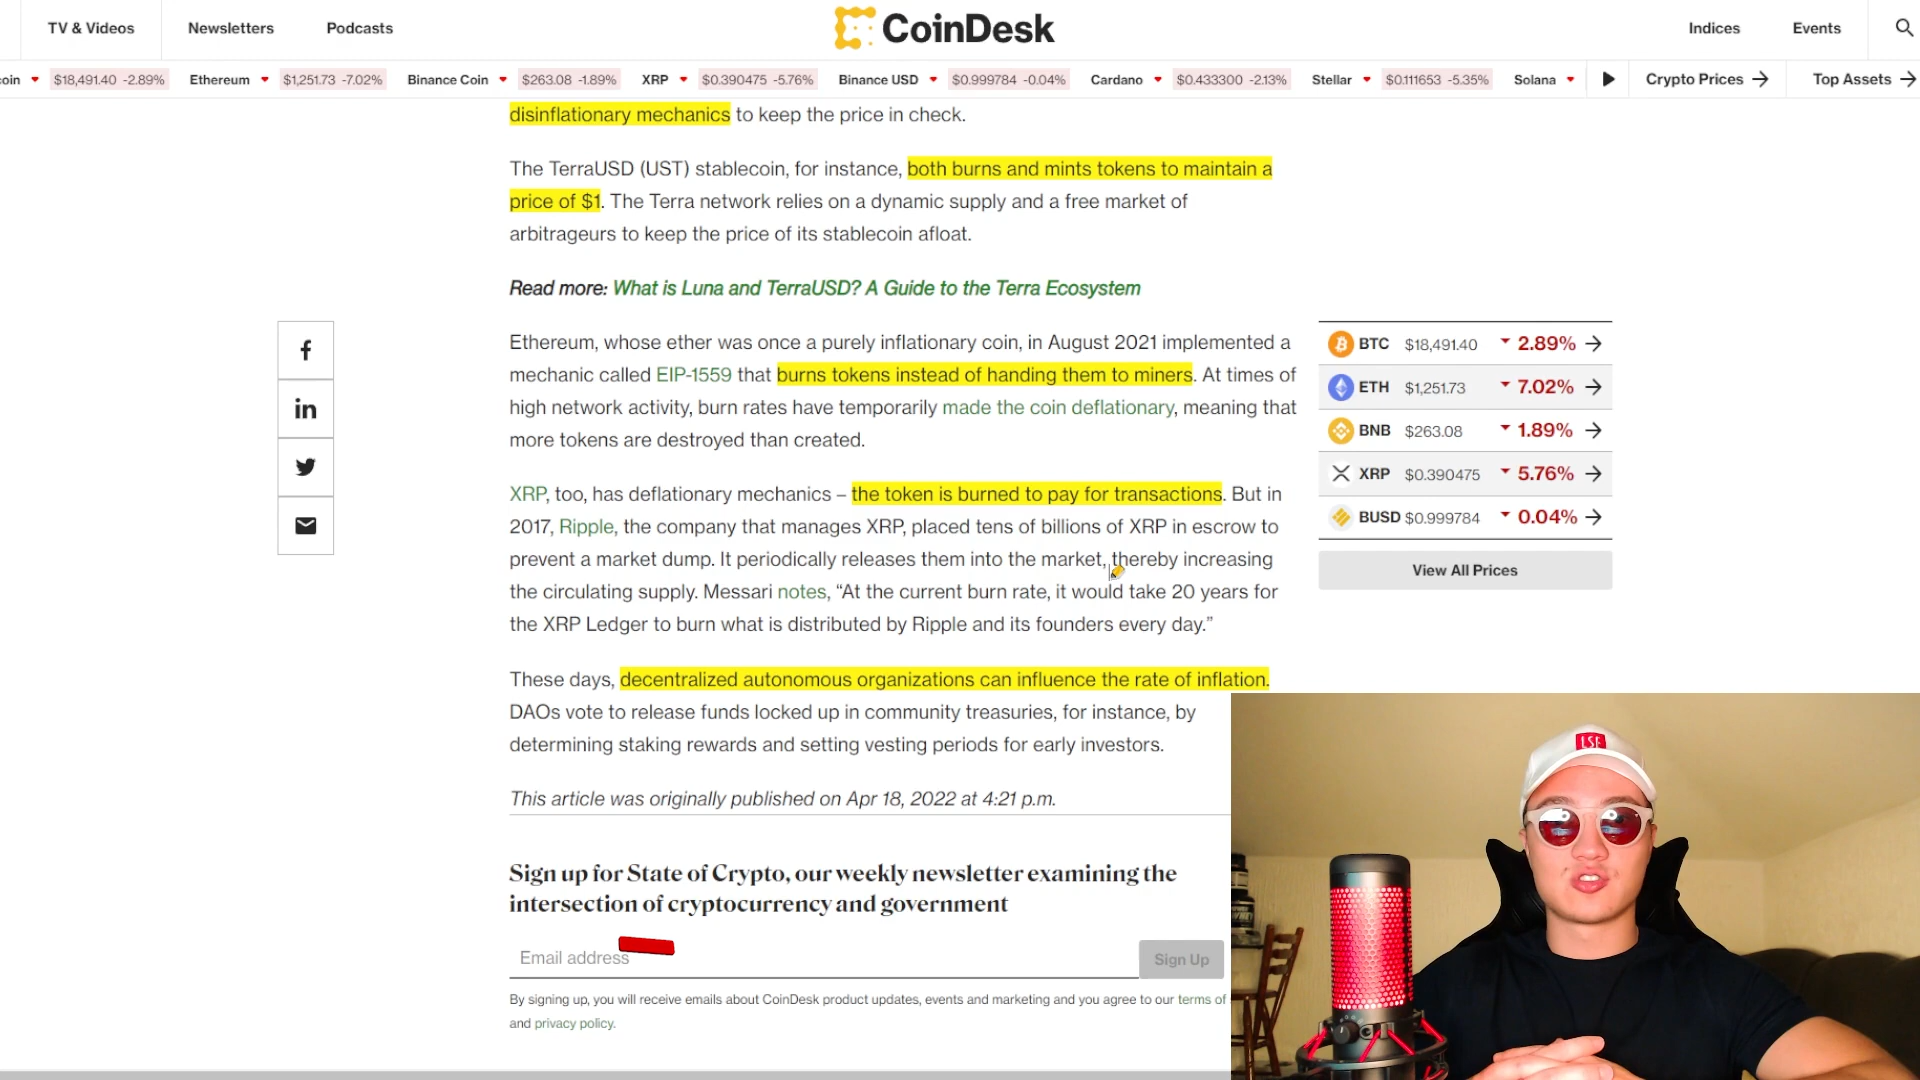 TV & Videos
Newsletters
Podcasts
CoinDesk
Indices
Events
oin $18,491.40 -2.89% Ethereum $1,251.73 -7.02% Binance Coin $263.08 -1.89% XRP $0.390475 -5.76% Binance USD $0.999784 -0.04% Cardano $0.433300 -2.13% Stellar $0.111653 -5.35% Solana
Crypto Prices
Top Assets
disinflationary mechanics to keep the price in check.
The TerraUSD (UST) stablecoin, for instance, both burns and mints tokens to maintain a
price of $1. The Terra network relies on a dynamic supply and a free market of
arbitrageurs to keep the price of its stablecoin afloat.
Read more: What is Luna and TerraUSD? A Guide to the Terra Ecosystem
Ethereum, whose ether was once a purely inflationary coin, in August 2021 implemented a
mechanic called EIP-1559 that burns tokens instead of handing them to miners. At times of
high network activity, burn rates have temporarily made the coin deflationary, meaning that
more tokens are destroyed than created.
XRP, too, has deflationary mechanics – the token is burned to pay for transactions. But in
2017, Ripple, the company that manages XRP, placed tens of billions of XRP in escrow to
prevent a market dump. It periodically releases them into the market, thereby increasing
the circulating supply. Messari notes, “At the current burn rate, it would take 20 years for
the XRP Ledger to burn what is distributed by Ripple and its founders every day.”
These days, decentralized autonomous organizations can influence the rate of inflation.
DAOs vote to release funds locked up in community treasuries, for instance, by
determining staking rewards and setting vesting periods for early investors.
This article was originally published on Apr 18, 2022 at 4:21 p.m.
Sign up for State of Crypto, our weekly newsletter examining the
intersection of cryptocurrency and government
Email address
Sign Up
By signing up, you will receive emails about CoinDesk product updates, events and marketing and you agree to our terms of
and privacy policy.
BTC $18,491.40 2.89%
ETH $1,251.73 7.02%
BNB $263.08 1.89%
XRP $0.390475 5.76%
BUSD $0.999784 0.04%
View All Prices
LSE